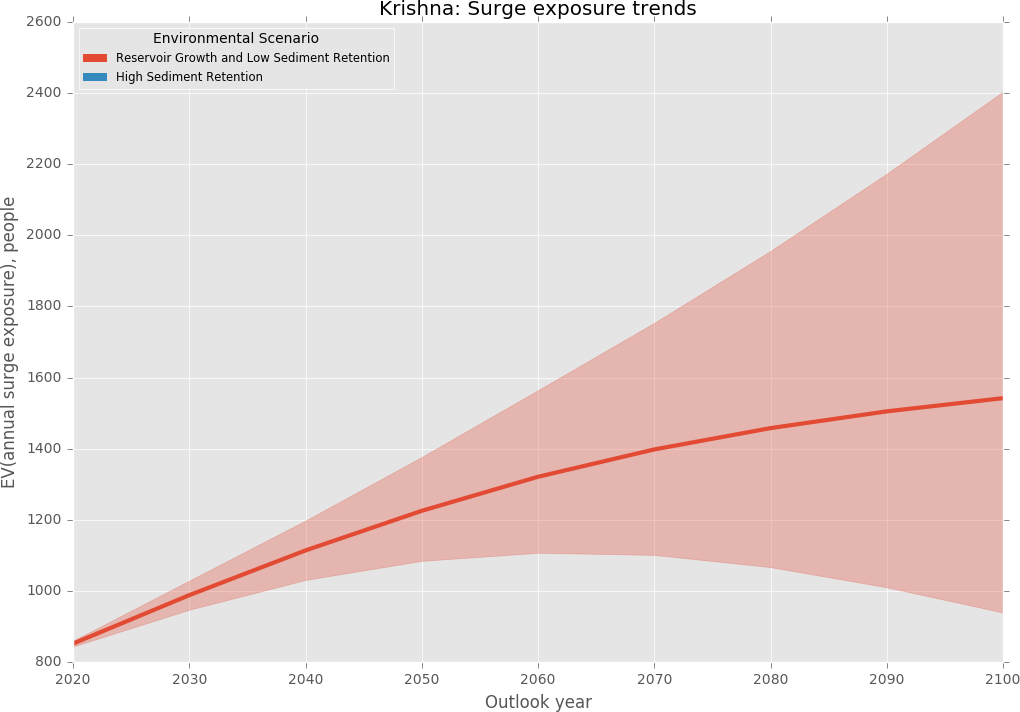 Krishna: Surge exposure trends
Environmental Scenario
Reservoir Growth and Low Sediment Retention
High Sediment Retention
EV(annual surge exposure), people
2600
2400
2200
2000
1800
1600
1400
1200
1000
800
2020 2030 2040 2050 2060 2070 2080 2090 2100
Outlook year